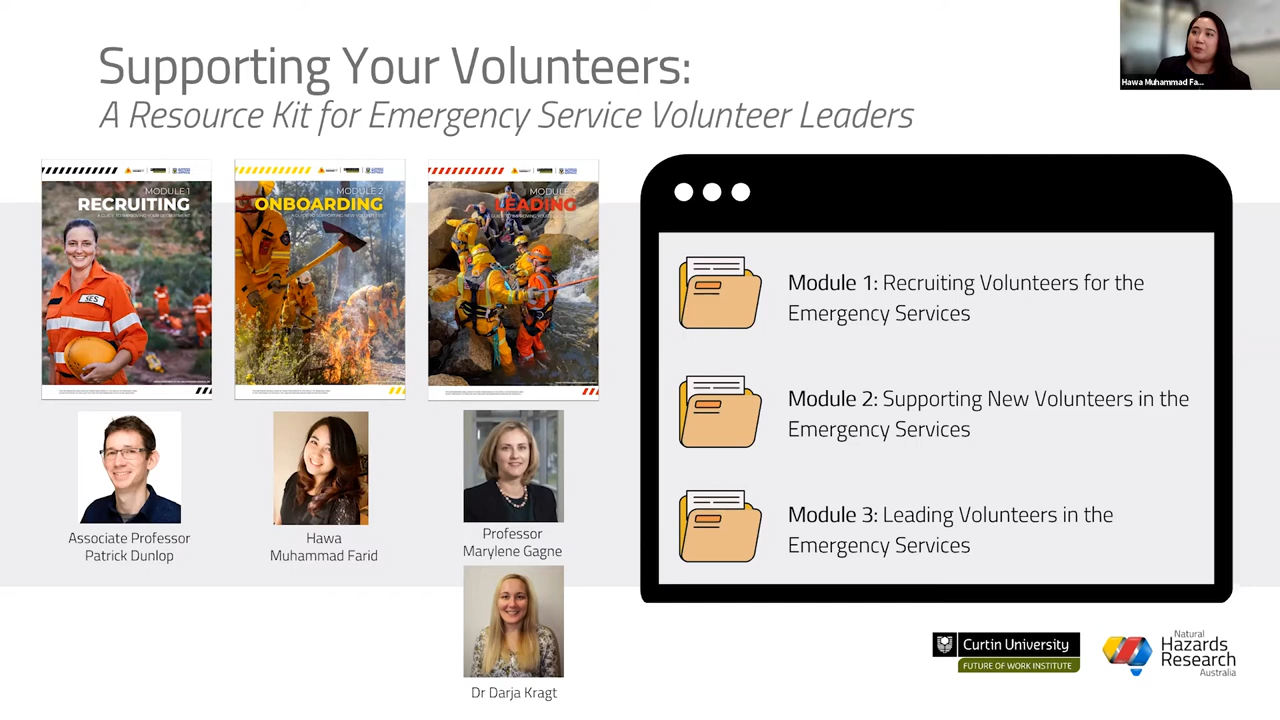 Supporting Your Volunteers:
A Resource Kit for Emergency Service Volunteer Leaders
Hawa Muhammad Fa...
MODULE 1
RECRUITING
MODULE 2
ONBOARDING
MODULE
LEADING
SES
Associate Professor
Patrick Dunlop
Hawa
Muhammad Farid
Professor
Marylene Gagne
Dr Darja Kragt
Module 1: Recruiting Volunteers for the
Emergency Services
Module 2: Supporting New Volunteers in the
Emergency Services
Module 3: Leading Volunteers in the
Emergency Services
Curtin University
FUTURE OF WORK INSTITUTE
Natural
Hazards
Research
Australia